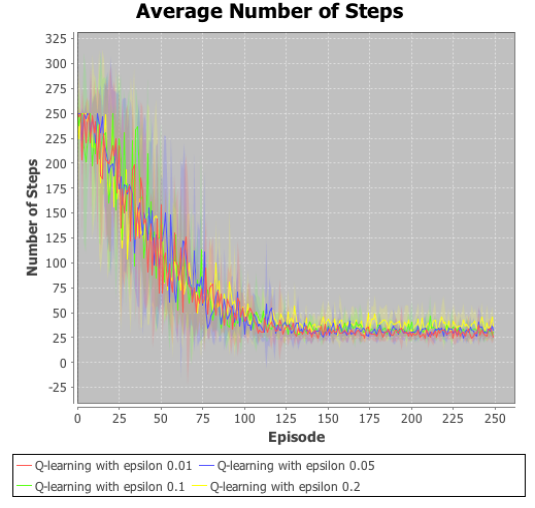 Average Number of Steps
325
300
275
250
225
200
175
150
125
100
75
50
25
0
-25
Number of Steps
0 25 50 75 100 125 150 175 200 225 250
Episode
Q-learning with epsilon 0.01 Q-learning with epsilon 0.05
Q-learning with epsilon 0.1 Q-learning with epsilon 0.2